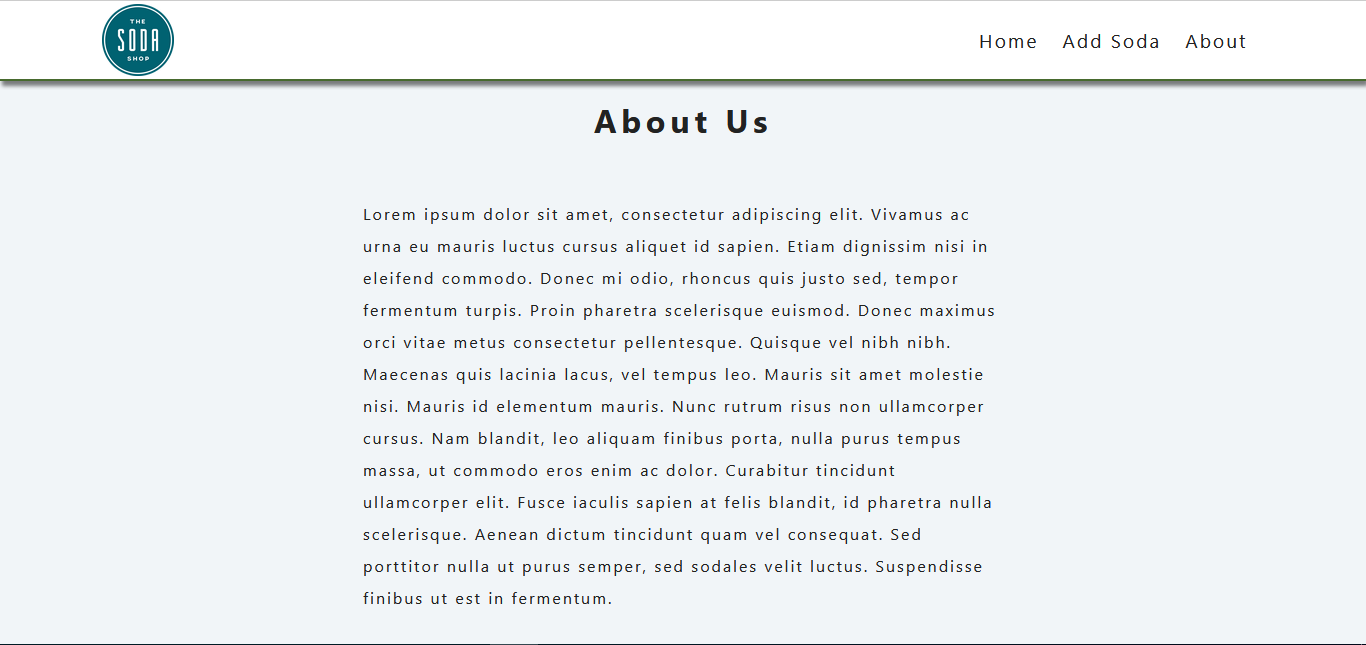 THE
SODA
SHOP
Home Add Soda About
About Us
Lorem ipsum dolor sit amet, consectetur adipiscing elit. Vivamus ac
urna eu mauris luctus cursus aliquet id sapien. Etiam dignissim nisi in
eleifend commodo. Donec mi odio, rhoncus quis justo sed, tempor
fermentum turpis. Proin pharetra scelerisque euismod. Donec maximus
orci vitae metus consectetur pellentesque. Quisque vel nibh nibh.
Maecenas quis lacinia lacus, vel tempus leo. Mauris sit amet molestie
nisi. Mauris id elementum mauris. Nunc rutrum risus non ullamcorper
cursus. Nam blandit, leo aliquam finibus porta, nulla purus tempus
massa, ut commodo eros enim ac dolor. Curabitur tincidunt
ullamcorper elit. Fusce iaculis sapien at felis blandit, id pharetra nulla
scelerisque. Aenean dictum tincidunt quam vel consequat. Sed
porttitor nulla ut purus semper, sed sodales velit luctus. Suspendisse
finibus ut est in fermentum.